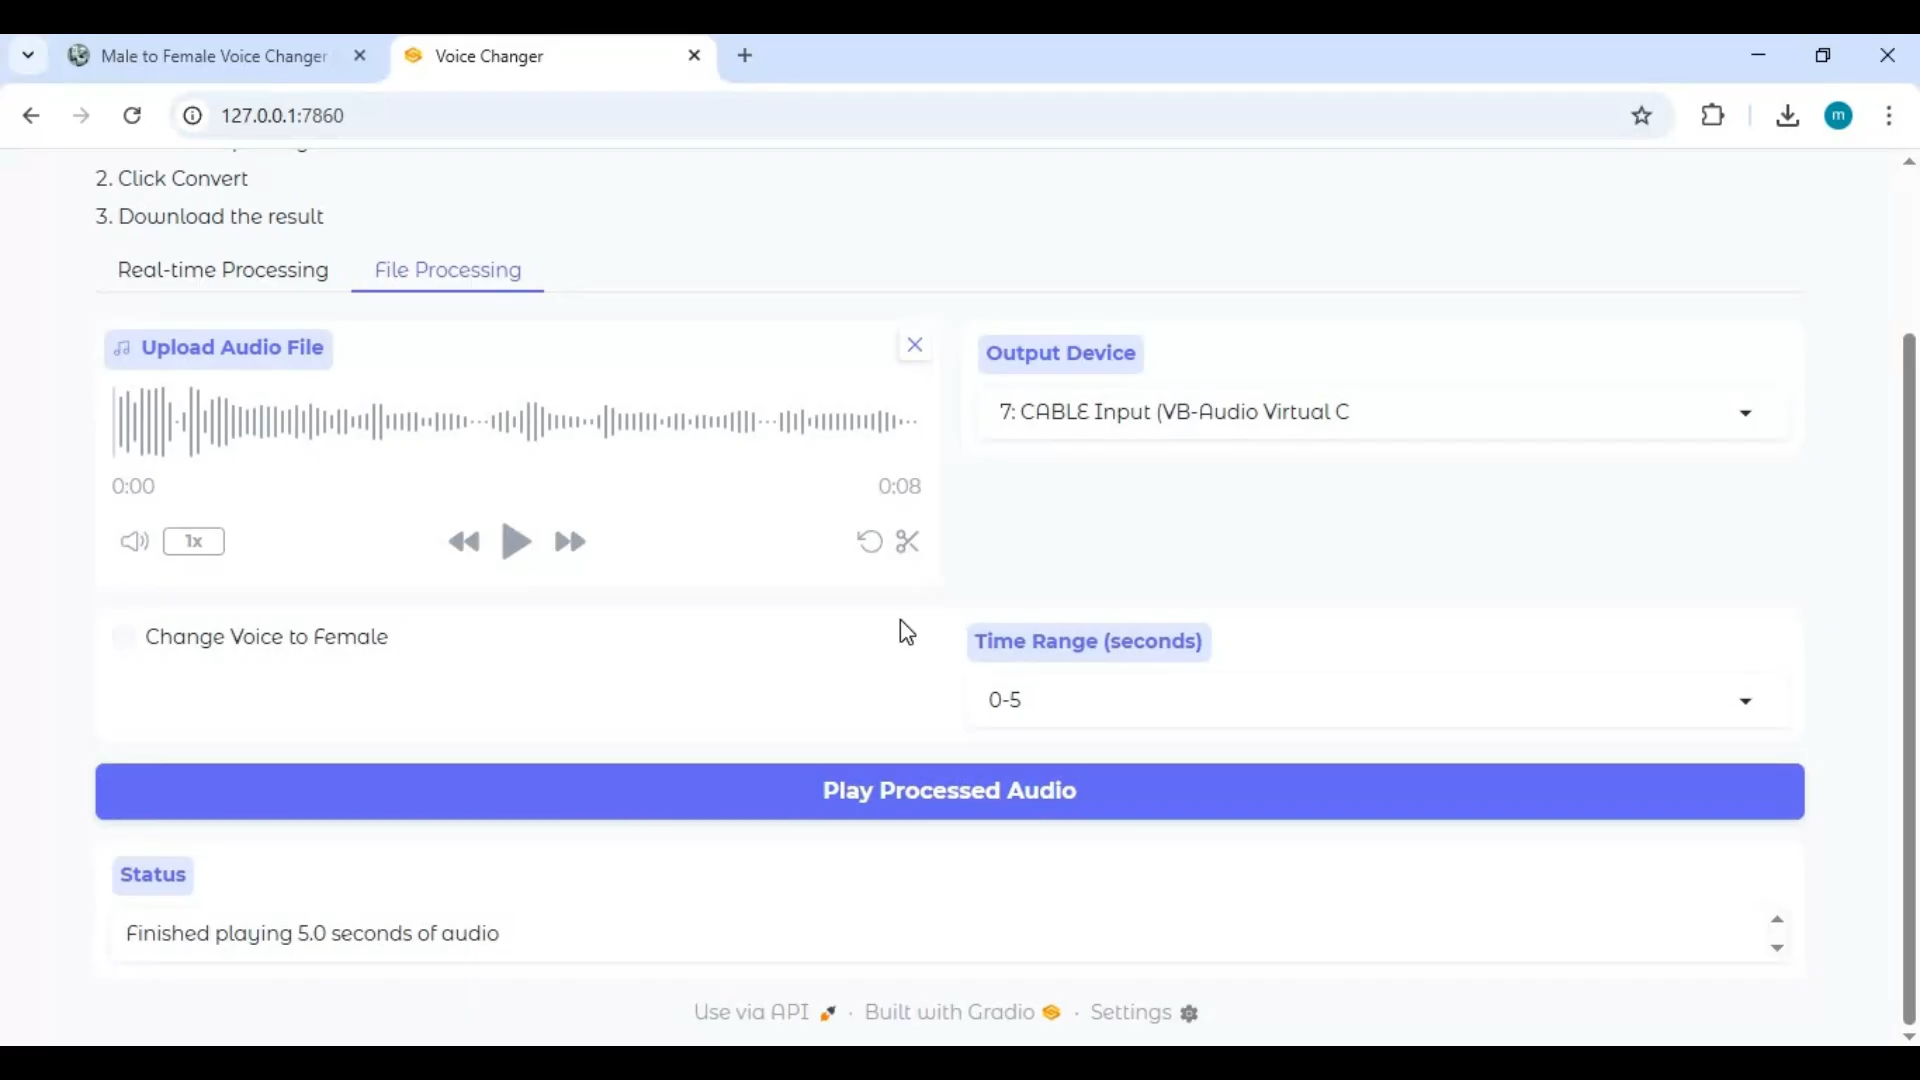 Male to Female Voice Changer
Voice Changer
127.0.0.1:7860
m
2. Click Convert
3. Download the result
Real-time Processing
File Processing
Upload Audio File
0:00
0:08
1x
Output Device
7: CABLE Input (VB-Audio Virtual C
Change Voice to Female
Time Range (seconds)
0-5
Play Processed Audio
Status
Finished playing 5.0 seconds of audio
Use via API · Built with Gradio · Settings